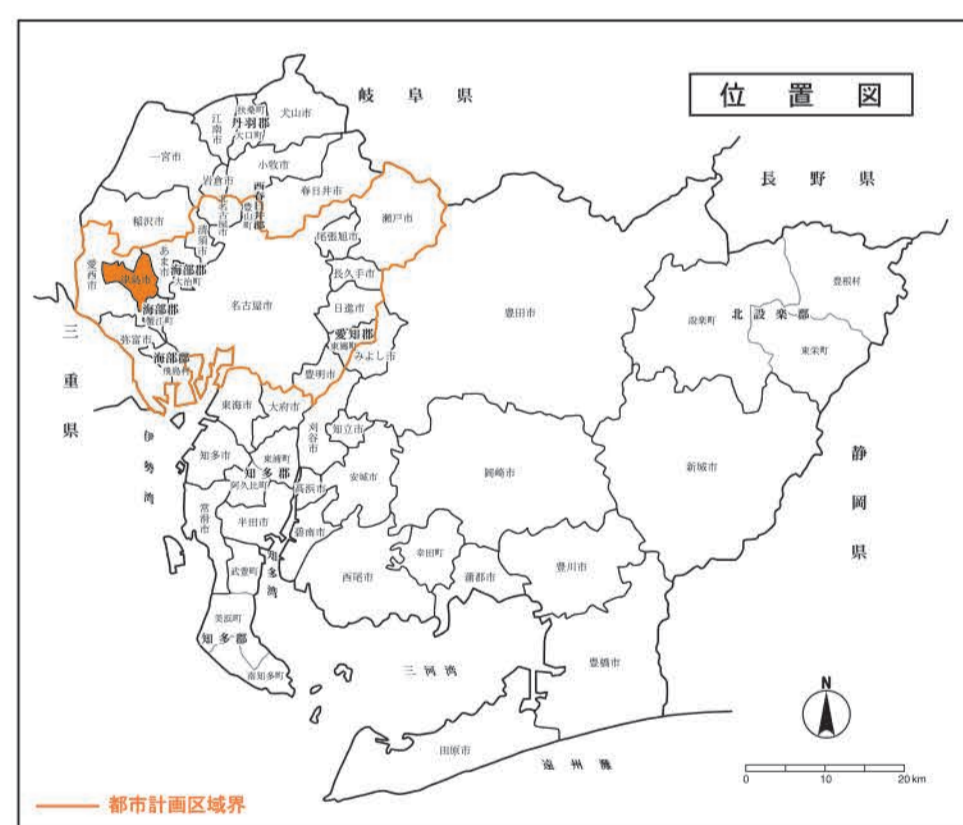 位置図
岐阜県
長野県
静岡県
三重県
犬山市
扶桑町
丹羽郡
大口町
江南市
一宮市
小牧市
岩倉市
西春日井郡
豊山町
北名古屋市
春日井市
瀬戸市
稲沢市
清須市
尾張旭市
あま市
海部郡
大治町
愛西市
津島市
長久手市
名古屋市
日進市
海部郡
蟹江町
愛知郡
東郷町
みよし市
弥富市
海部郡
飛島村
豊明市
豊田市
設楽町
北設楽郡
豊根村
東栄町
東海市
大府市
刈谷市
知立市
伊勢湾
知多市
東浦町
知多郡
阿久比町
高浜市
安城市
岡崎市
新城市
常滑市
半田市
碧南市
武豊町
知多湾
西尾市
幸田町
蒲郡市
豊川市
美浜町
知多郡
南知多町
三河湾
豊橋市
田原市
遠州灘
N
0 10 20km
都市計画区域界